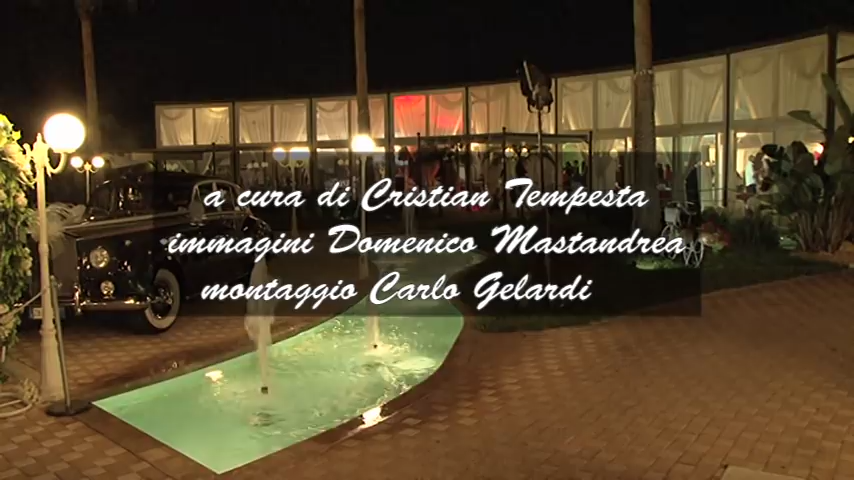 a cura di Cristian Tempesta
immagini Domenico Mastandrea
montaggio Carlo Gelardi